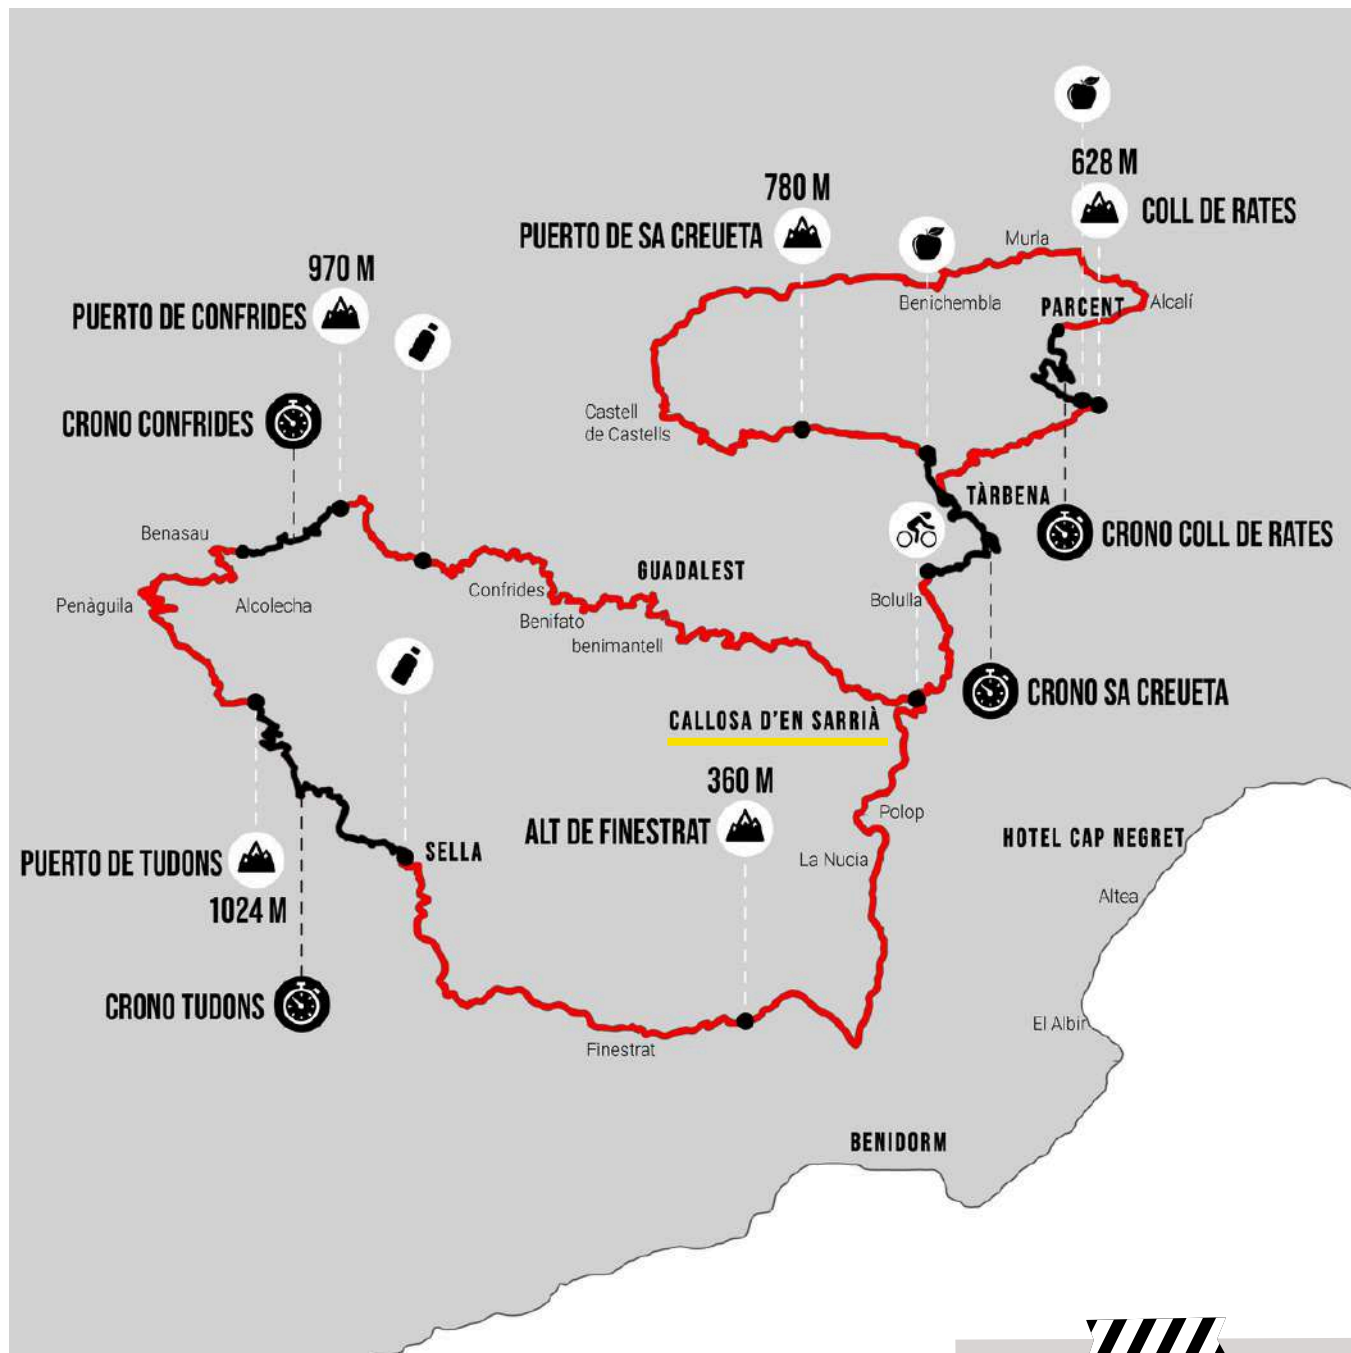 628 M
COLL DE RATES
780 M
PUERTO DE SA CREUETA
Murla
970 M
PUERTO DE CONFRIDES
Benichembla
PARCENT
Alcalí
CRONO CONFRIDES
Castell
de Castells
TÀRBENA
Benasau
CRONO COLL DE RATES
GUADALEST
Confrides
Penàguila
Alcolecha
Bolulla
Benifato
benimantell
CRONO SA CREUETA
CALLOSA D'EN SARRIÀ
360 M
Polop
ALT DE FINESTRAT
HOTEL CAP NEGRET
SELLA
La Nucia
PUERTO DE TUDONS
Altea
1024 M
CRONO TUDONS
El Albir
Finestrat
BENIDORM